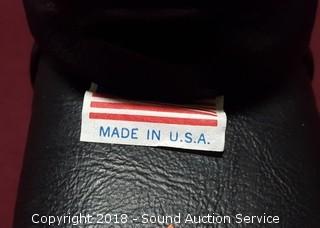 MADE IN U.S.A.
Copyright 2018 - Sound Auction Service